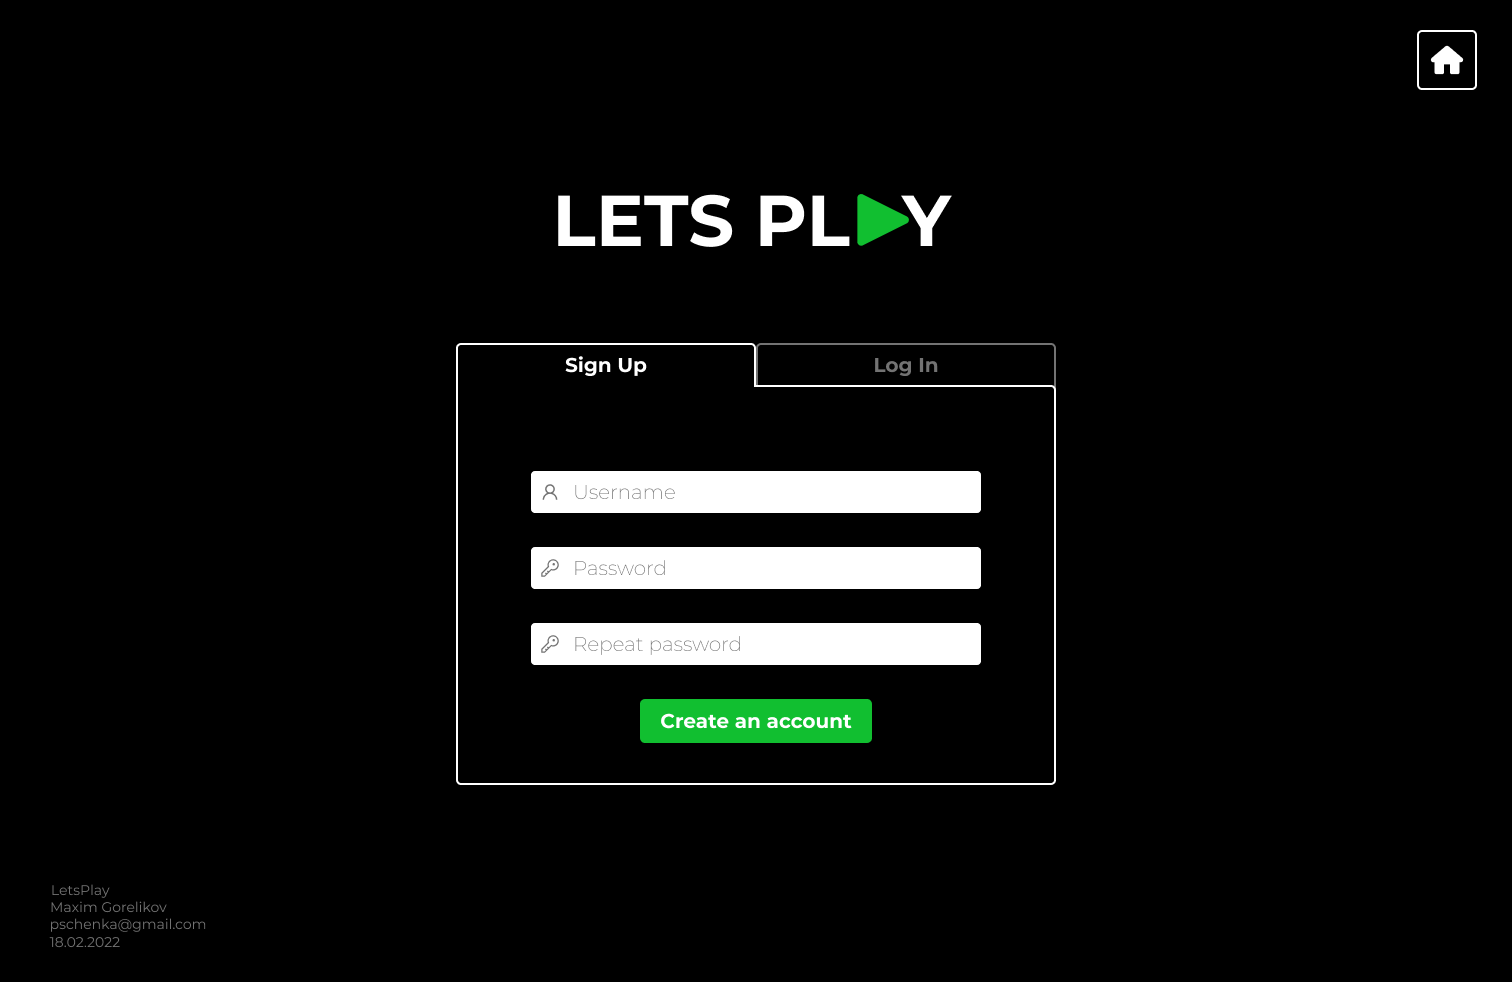 LETS PLAY
Sign Up
Log In
Username
Password
Repeat password
Create an account
LetsPlay
Maxim Gorelikov
pschenka@gmail.com
18.02.2022